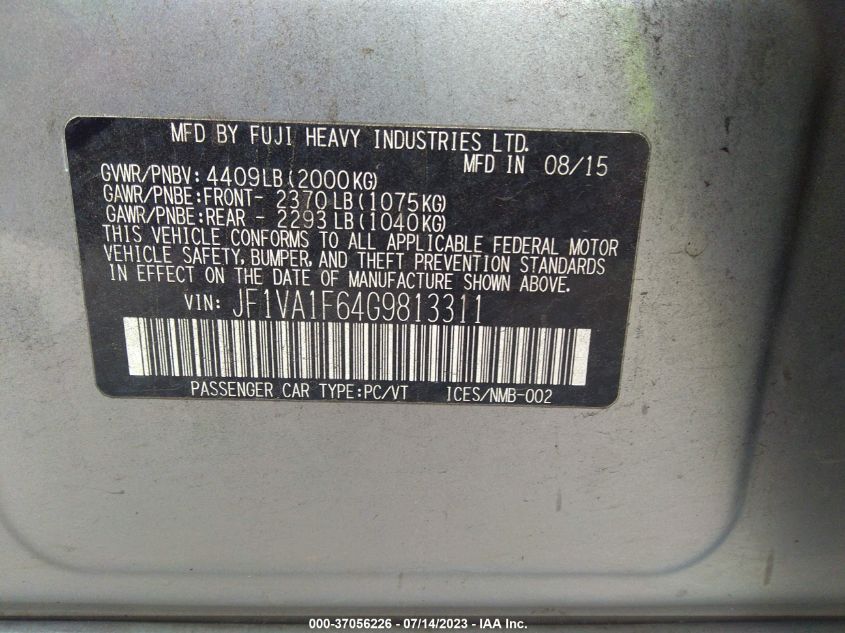 MFD BY FUJI HEAVY INDUSTRIES LTD.
MFD IN 08/15
GVWR/PNBV: 4409LB(2000KG)
GAWR/PNBE:FRONT- 2370LB(1075KG)
GAWR/PNBE:REAR - 2293LB(1040KG)
THIS VEHICLE CONFORMS TO ALL APPLICABLE FEDERAL MOTOR
VEHICLE SAFETY, BUMPER, AND THEFT PREVENTION STANDARDS
IN EFFECT ON THE DATE OF MANUFACTURE SHOWN ABOVE.
VIN: JF1VA1F64G9813311
PASSENGER CAR TYPE:PC/VT ICES/NMB-002
000-37056226 - 07/14/2023 - IAA Inc.